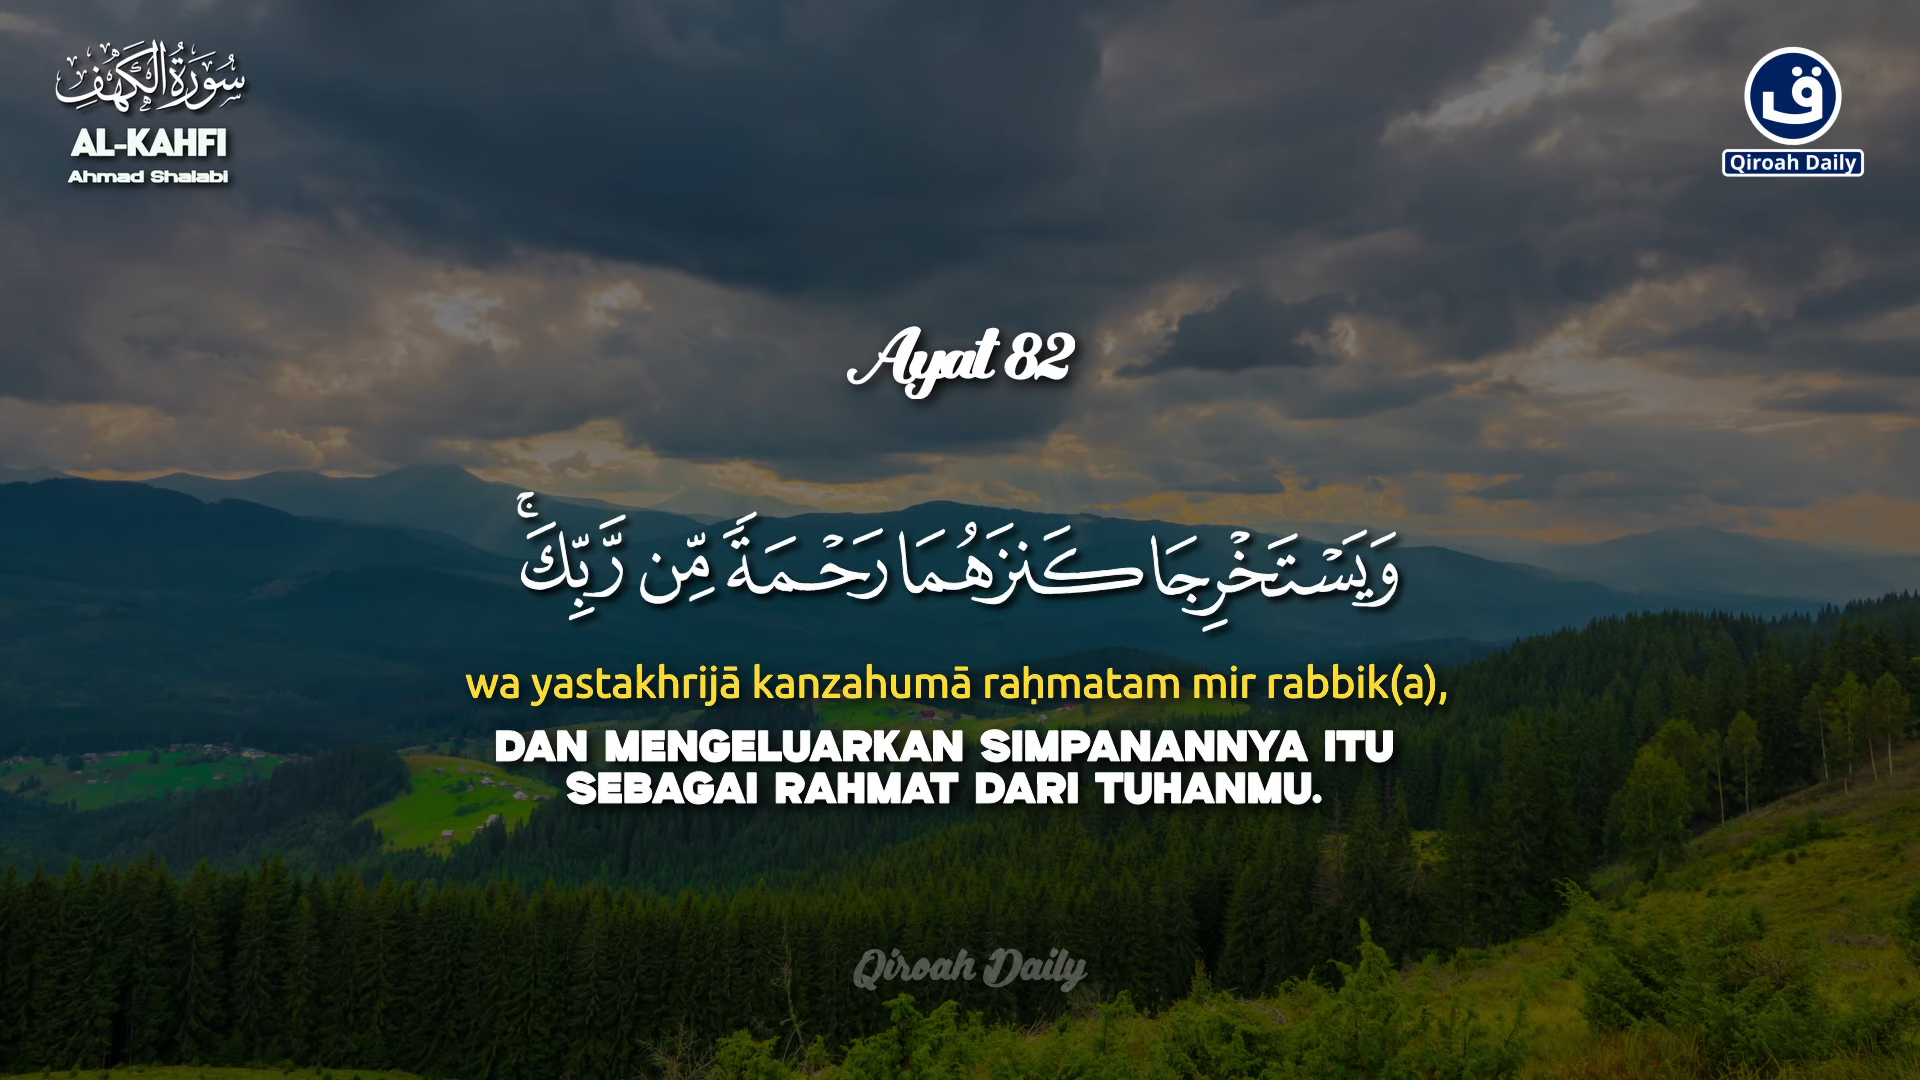 سُورَةُ الْكَهْفِ
AL-KAHFI
Ahmad Shalabi
ق
Qiroah Daily
Ayat 82
وَيَسْتَخْرِجَا كَنزَهُمَا رَحْمَةً مِّن رَّبِّكَ ۚ
wa yastakhrijā kanzahumā raḥmatam mir rabbik(a),
DAN MENGELUARKAN SIMPANANNYA ITU
SEBAGAI RAHMAT DARI TUHANMU.
Qiroah Daily